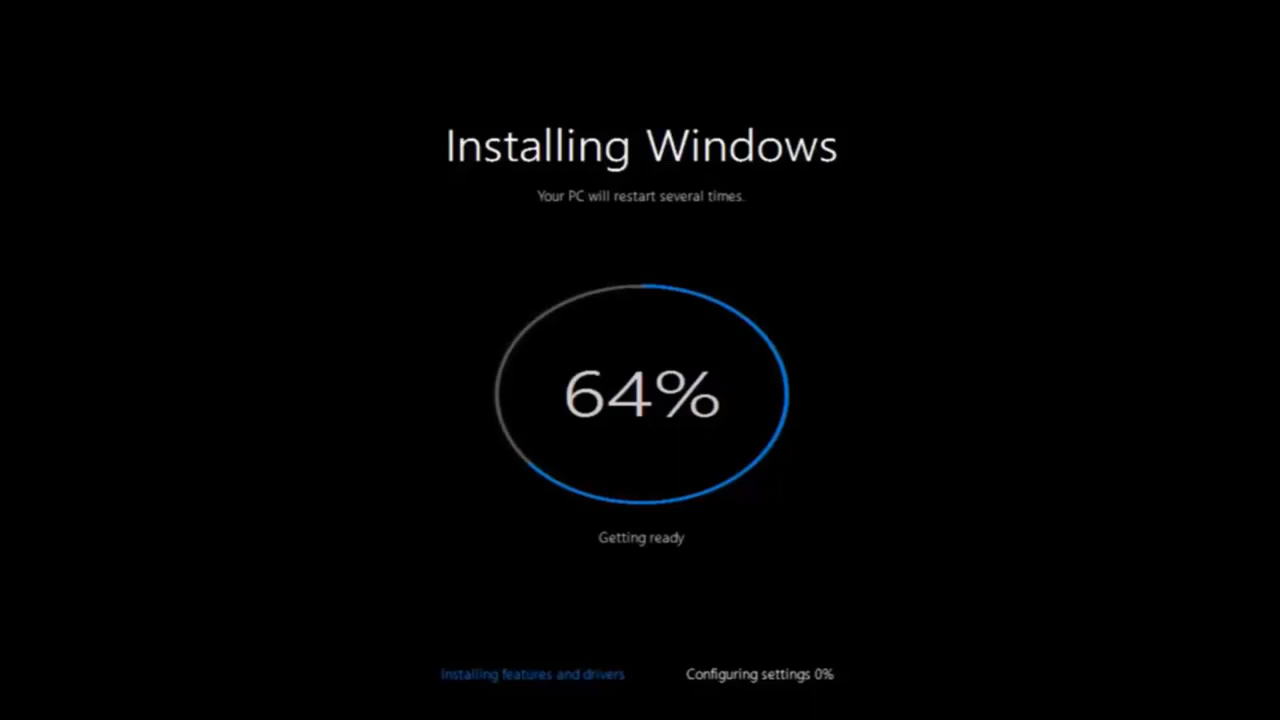 Installing Windows
Your PC will restart several times.
64%
Getting ready
Installing features and drivers
Configuring settings 0%